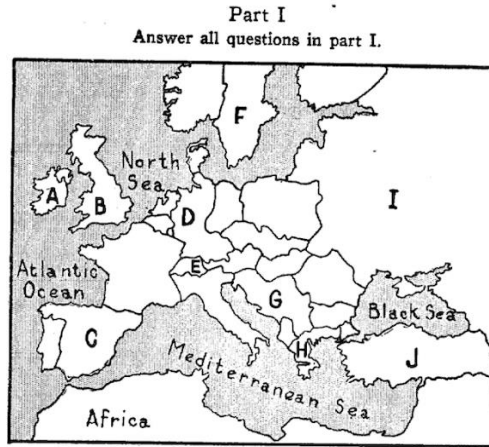 Part I
Answer all questions in part I.
F
North
Sea
A
B
D
I
E
Atlantic
Ocean
G
Black Sea
C
H
J
Mediterranean Sea
Africa